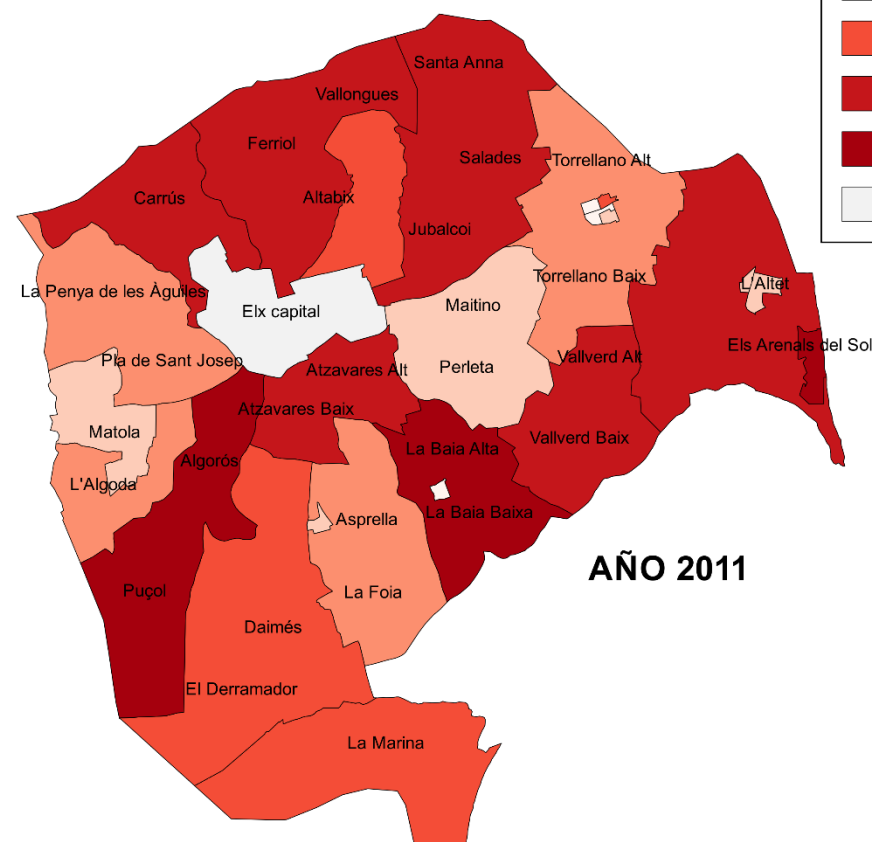 Santa Anna
Vallongues
Ferriol
Salades
Torrellano Alt
Carrús
Altabix
Jubalcoi
La Penya de les Àguiles
Torrellano Baix
L'Altet
Maitino
Elx capital
Els Arenals del Sol
Pla de Sant Josep
Atzavares Alt
Perleta
Vallverd Alt
Atzavares Baix
Matola
Vallverd Baix
La Baia Alta
Algorós
L'Algoda
Asprella
La Baia Baixa
AÑO 2011
Puçol
La Foia
Daimés
El Derramador
La Marina